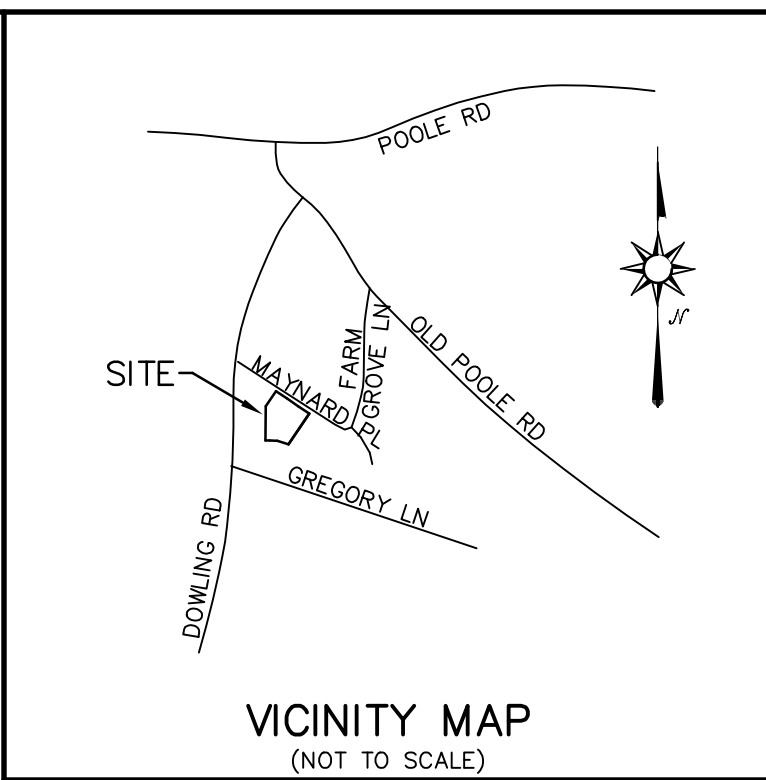 POOLE RD
N
FARM
GROVE LN
OLD POOLE RD
SITE
MAYNARD PL
GREGORY LN
DOWLING RD
VICINITY MAP
(NOT TO SCALE)